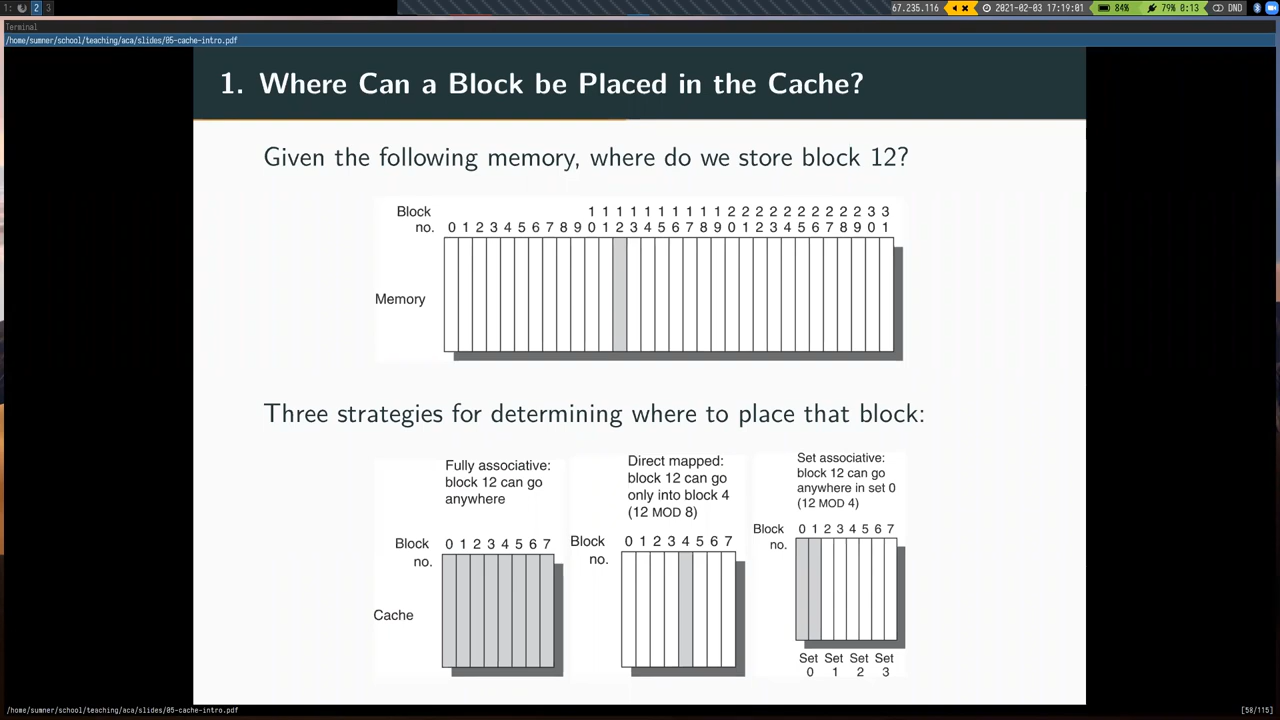 1: 2 3
67.235.116 2021-02-03 17:19:01 84% 79% 0:13 DND
Terminal
/home/sumner/school/teaching/aca/slides/05-cache-intro.pdf
1. Where Can a Block be Placed in the Cache?
Given the following memory, where do we store block 12?
Block 1 1 1 1 1 1 1 1 1 1 2 2 2 2 2 2 2 2 2 2 3 3
no. 0 1 2 3 4 5 6 7 8 9 0 1 2 3 4 5 6 7 8 9 0 1 2 3 4 5 6 7 8 9 0 1
Memory
Three strategies for determining where to place that block:
Fully associative:
block 12 can go
anywhere
Block 0 1 2 3 4 5 6 7
no.
Cache
Direct mapped:
block 12 can go
only into block 4
(12 MOD 8)
Block 0 1 2 3 4 5 6 7
no.
Set associative:
block 12 can go
anywhere in set 0
(12 MOD 4)
Block 0 1 2 3 4 5 6 7
no.
Set Set Set Set
0 1 2 3
/home/sumner/school/teaching/aca/slides/05-cache-intro.pdf [58/115]